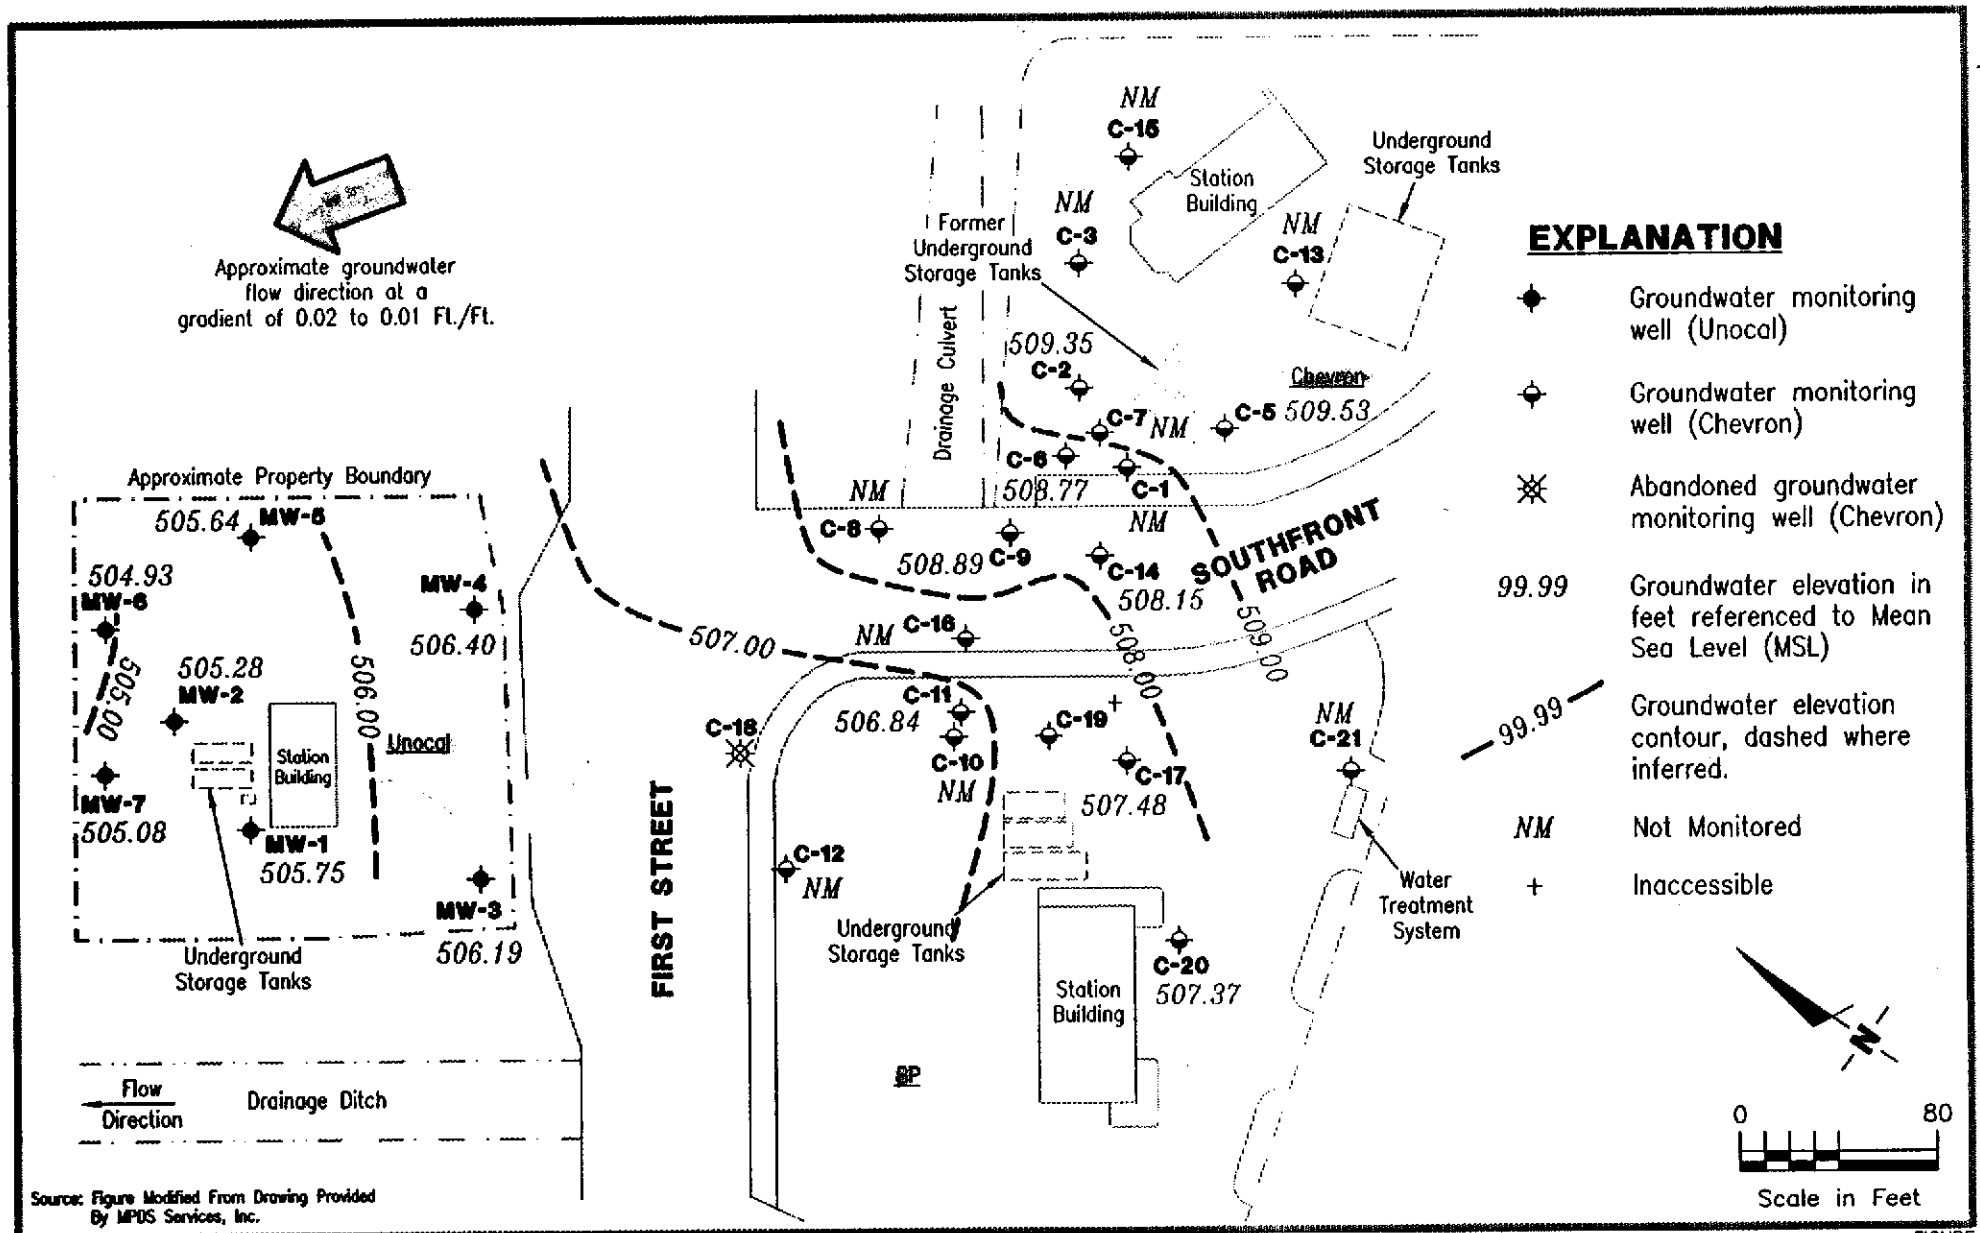 NM
C-15
Underground
Storage Tanks
Station
Building
NM
C-3
NM
C-13
Former
Underground
Storage Tanks
EXPLANATION
Groundwater monitoring
well (Unocal)
Groundwater monitoring
well (Chevron)
Abandoned groundwater
monitoring well (Chevron)
99.99
Groundwater elevation in
feet referenced to Mean
Sea Level (MSL)
99.99
Groundwater elevation
contour, dashed where
inferred.
NM
Not Monitored
Inaccessible
Approximate groundwater
flow direction at a
gradient of 0.02 to 0.01 Ft./Ft.
Drainage Culvert
509.35
C-2
Chevron
C-7
NM
C-5
509.53
C-6
508.77
C-1
NM
NM
C-8
508.89
C-9
C-14
508.15
SOUTHFRONT
ROAD
Approximate Property Boundary
505.64
MW-5
504.93
MW-6
MW-4
506.40
505.28
MW-2
505.00
506.00
Unocal
Station
Building
MW-7
505.08
MW-1
505.75
MW-3
506.19
Underground
Storage Tanks
507.00
NM
C-16
508.00
509.00
C-11
506.84
C-10
NM
C-19
C-17
507.48
C-18
NM
C-21
C-12
NM
FIRST STREET
Underground
Storage Tanks
Water
Treatment
System
C-20
507.37
Station
Building
BP
Flow
Direction
Drainage Ditch
N
0
80
Scale in Feet
Source: Figure Modified From Drawing Provided
By MPDS Services, Inc.